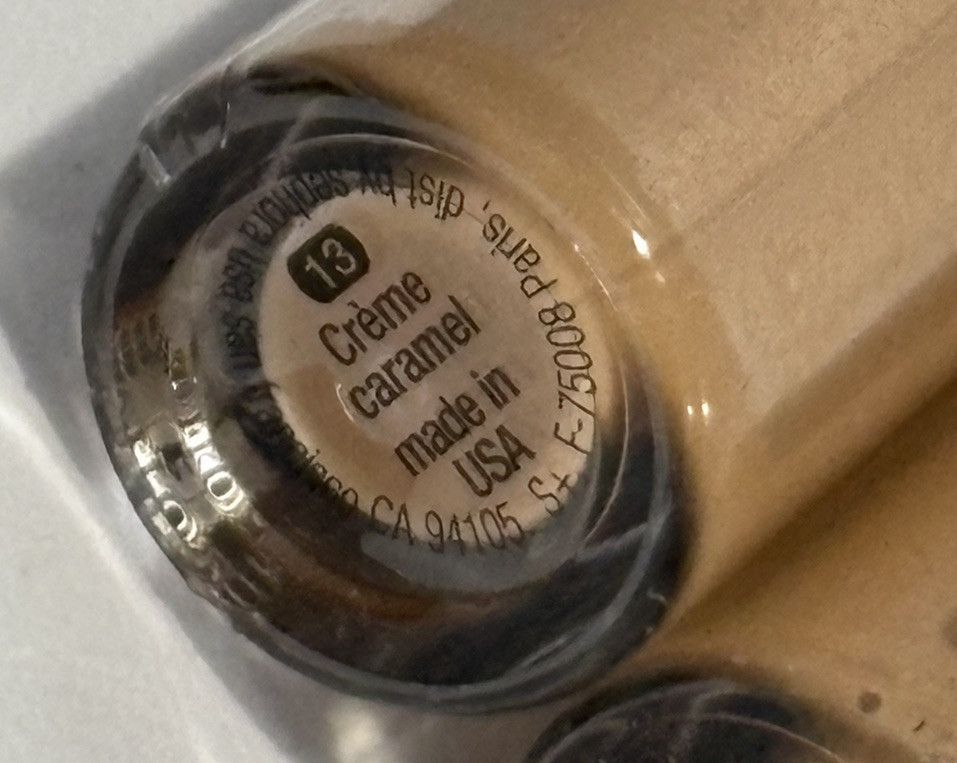 13
Crème
caramel
made in
USA
dist by sephora usa san CA 94105 S+ F-75008 Paris,